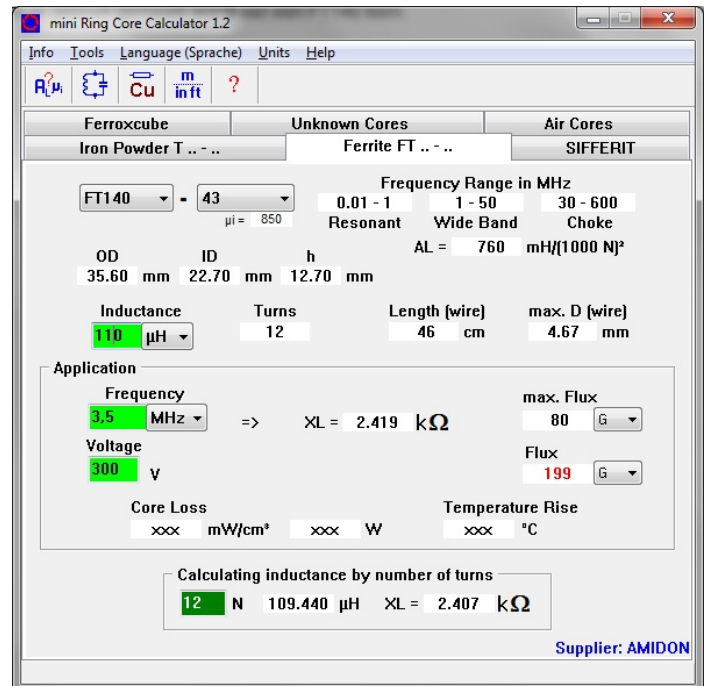 mini Ring Core Calculator 1.2
Info Tools Language (Sprache) Units Help
A_L? µi Cu m in ft ?
Ferroxcube Unknown Cores Air Cores
Iron Powder T .. - .. Ferrite FT .. - .. SIFFERIT
Frequency Range in MHz
FT140 - 43 0.01 - 1 1 - 50 30 - 600
µi = 850 Resonant Wide Band Choke
AL = 760 mH/(1000 N)²
OD ID h
35.60 mm 22.70 mm 12.70 mm
Inductance Turns Length (wire) max. D (wire)
110 µH 12 46 cm 4.67 mm
Application
Frequency max. Flux
3,5 MHz => XL = 2.419 kΩ 80 G
Voltage Flux
300 V 199 G
Core Loss Temperature Rise
xxx mW/cm³ xxx W xxx °C
Calculating inductance by number of turns
12 N 109.440 µH XL = 2.407 kΩ
Supplier: AMIDON